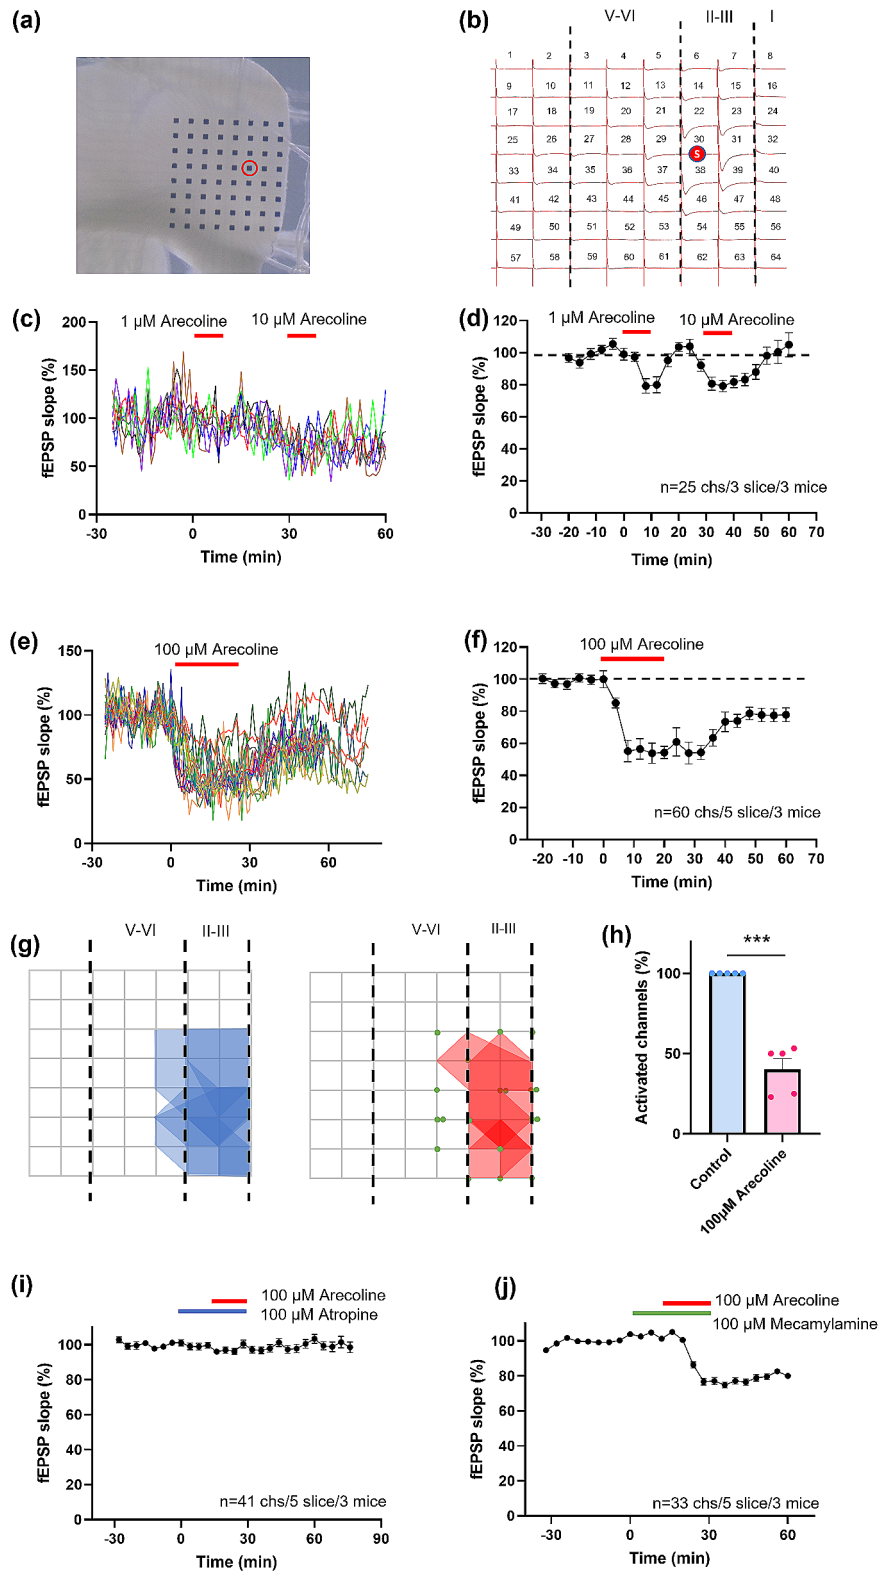 (a)
(b)
V-VI II-III I
1 2 3 4 5 6 7 8
9 10 11 12 13 14 15 16
17 18 19 20 21 22 23 24
25 26 27 28 29 30 31 32
S
33 34 35 36 37 38 39 40
41 42 43 44 45 46 47 48
49 50 51 52 53 54 55 56
57 58 59 60 61 62 63 64
(c)
1 µM Arecoline 10 µM Arecoline
fEPSP slope (%)
200
150
100
50
0
-30 0 30 60
Time (min)
(d)
1 µM Arecoline 10 µM Arecoline
fEPSP slope (%)
120
100
80
60
40
20
0
n=25 chs/3 slice/3 mice
-30 -20 -10 0 10 20 30 40 50 60 70
Time (min)
(e)
100 µM Arecoline
fEPSP slope (%)
150
100
50
0
-30 0 30 60
Time (min)
(f)
100 µM Arecoline
fEPSP slope (%)
120
100
80
60
40
20
0
n=60 chs/5 slice/3 mice
-20 -10 0 10 20 30 40 50 60 70
Time (min)
(g)
V-VI II-III
V-VI II-III
(h)
***
Activated channels (%)
100
50
0
Control
100µM Arecoline
(i)
100 µM Arecoline
100 µM Atropine
fEPSP slope (%)
120
100
80
60
40
20
0
n=41 chs/5 slice/3 mice
-30 0 30 60 90
Time (min)
(j)
100 µM Arecoline
100 µM Mecamylamine
fEPSP slope (%)
120
100
80
60
40
20
0
n=33 chs/5 slice/3 mice
-30 0 30 60
Time (min)